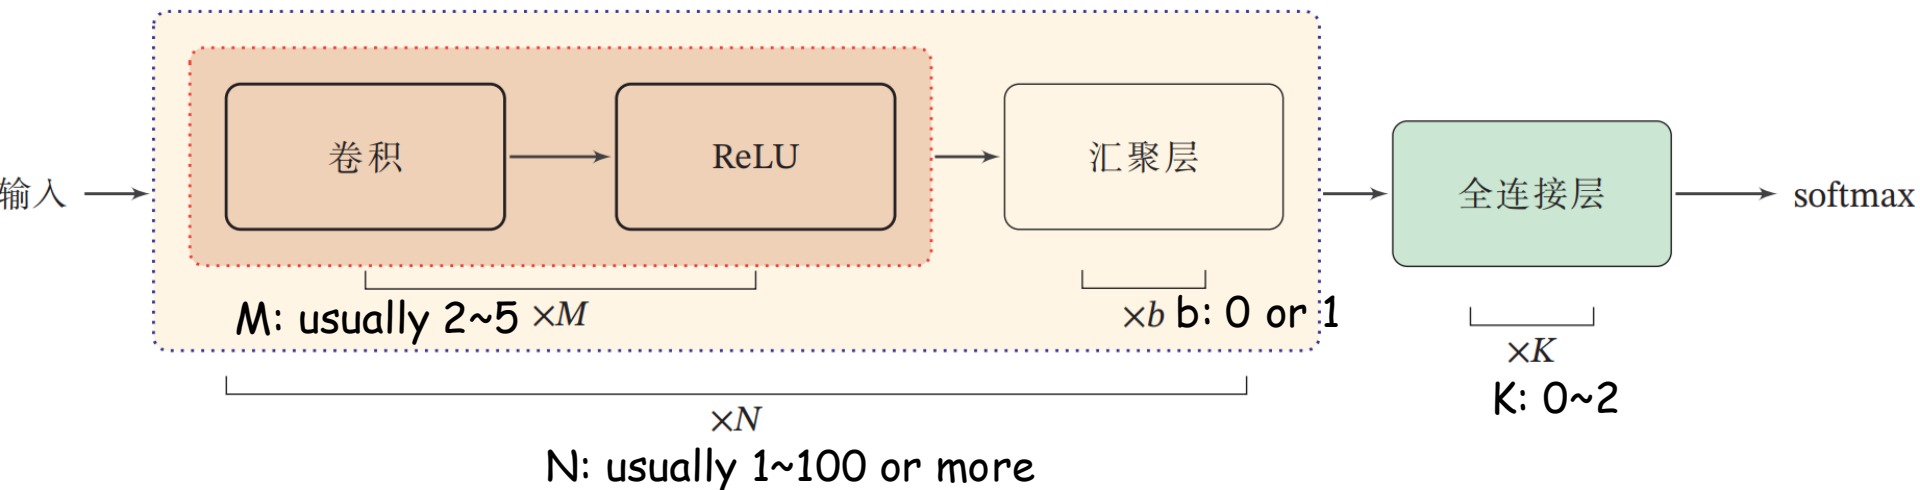 输入
卷积
ReLU
汇聚层
全连接层
softmax
M: usually 2~5 ×M
×b b: 0 or 1
×K
K: 0~2
×N
N: usually 1~100 or more